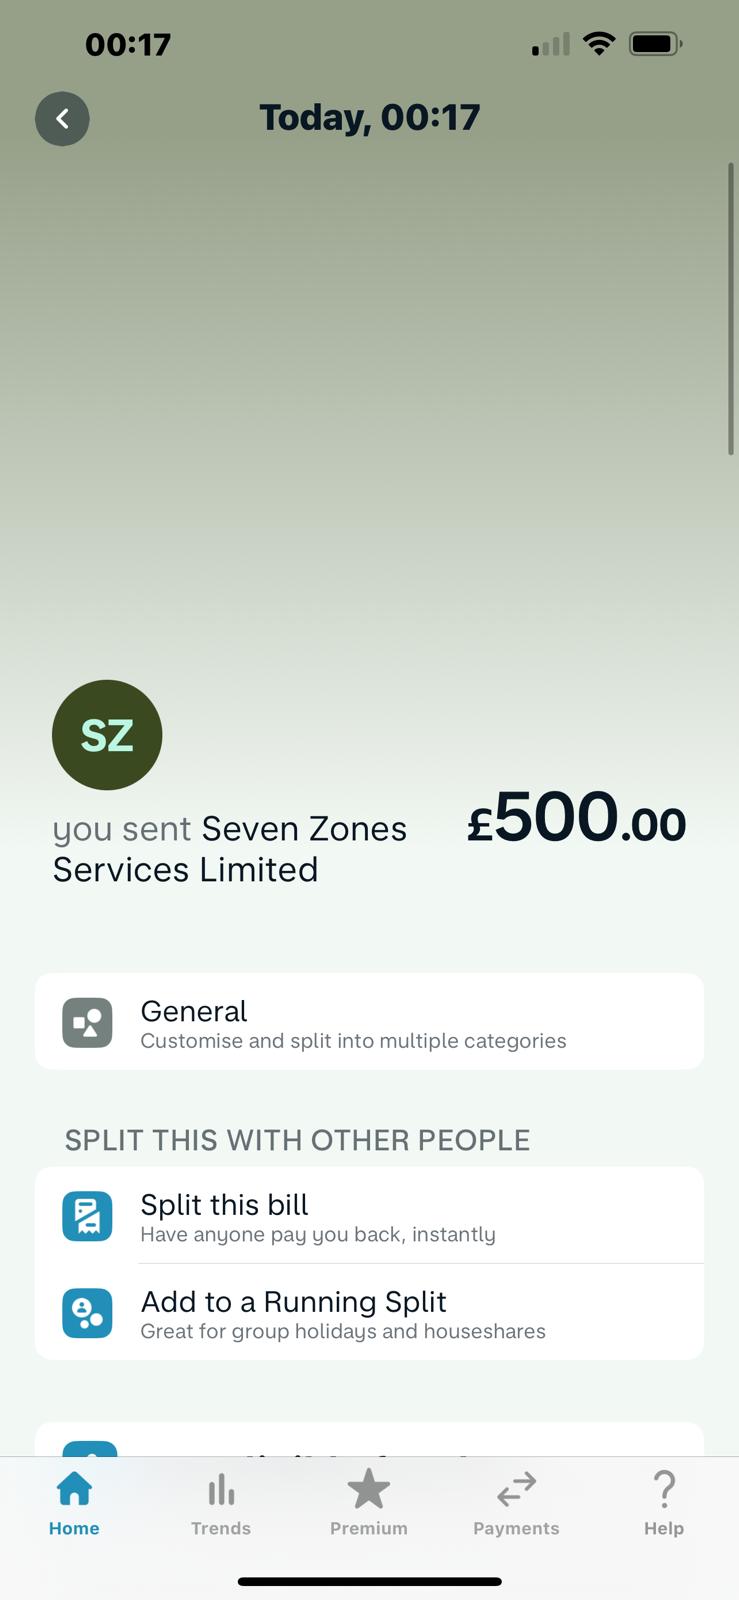 00:17
Today, 00:17
SZ
you sent Seven Zones
Services Limited
£500.00
General
Customise and split into multiple categories
SPLIT THIS WITH OTHER PEOPLE
Split this bill
Have anyone pay you back, instantly
Add to a Running Split
Great for group holidays and houseshares
Home
Trends
Premium
Payments
Help